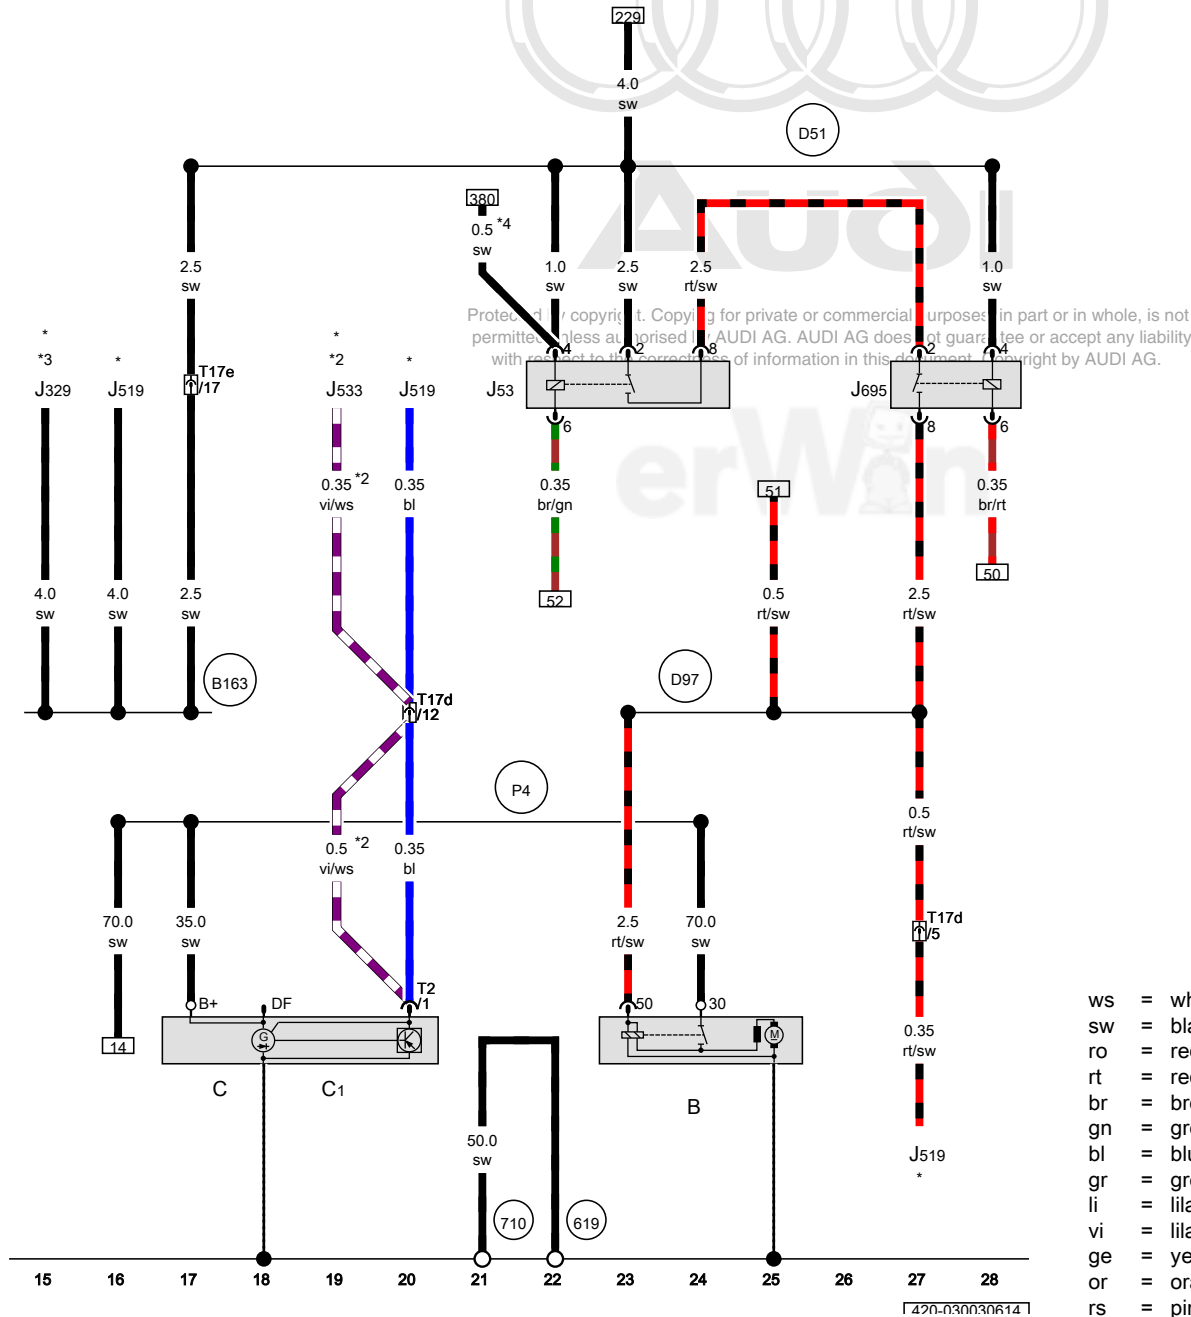 229
4.0
sw
D51
Audi
380
0.5 *4
sw
2.5
sw
1.0
sw
2.5
sw
2.5
rt/sw
1.0
sw
Protected by copyright. Copying for private or commercial purposes, in part or in whole, is not
permitted unless authorised by AUDI AG. AUDI AG does not guarantee or accept any liability
with respect to the correctness of information in this document. Copyright by AUDI AG.
*
*3
J329
*
J519
T17e
/17
*
*2
J533
*
J519
J53
4
2
8
6
J695
2
4
8
6
erWin
0.35 *2
vi/ws
0.35
bl
0.35
br/gn
51
0.35
br/rt
50
52
4.0
sw
4.0
sw
2.5
sw
0.5
rt/sw
2.5
rt/sw
B163
D97
T17d
/12
P4
0.5 *2
vi/ws
0.35
bl
0.5
rt/sw
70.0
sw
35.0
sw
2.5
rt/sw
70.0
sw
T17d
/5
B+
DF
T2
/1
50
30
G
M
14
C
C1
B
0.35
rt/sw
50.0
sw
J519
*
710
619
15 16 17 18 19 20 21 22 23 24 25 26 27 28
420-030030614
ws =
sw =
ro =
rt =
br =
gn =
bl =
gr =
li =
vi =
ge =
or =
rs =